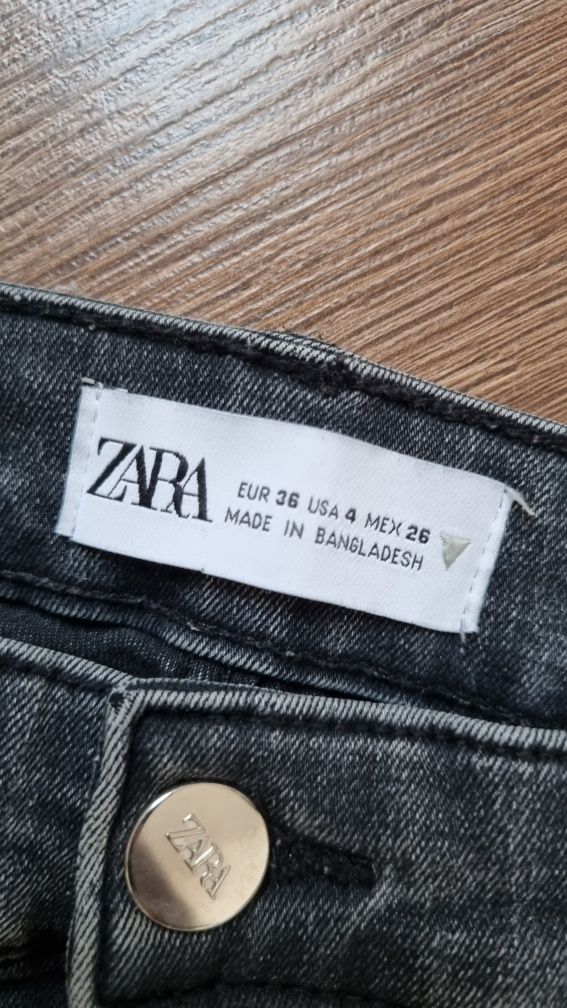 ZARA
EUR 36 USA 4 MEX 26
MADE IN BANGLADESH
ZARA